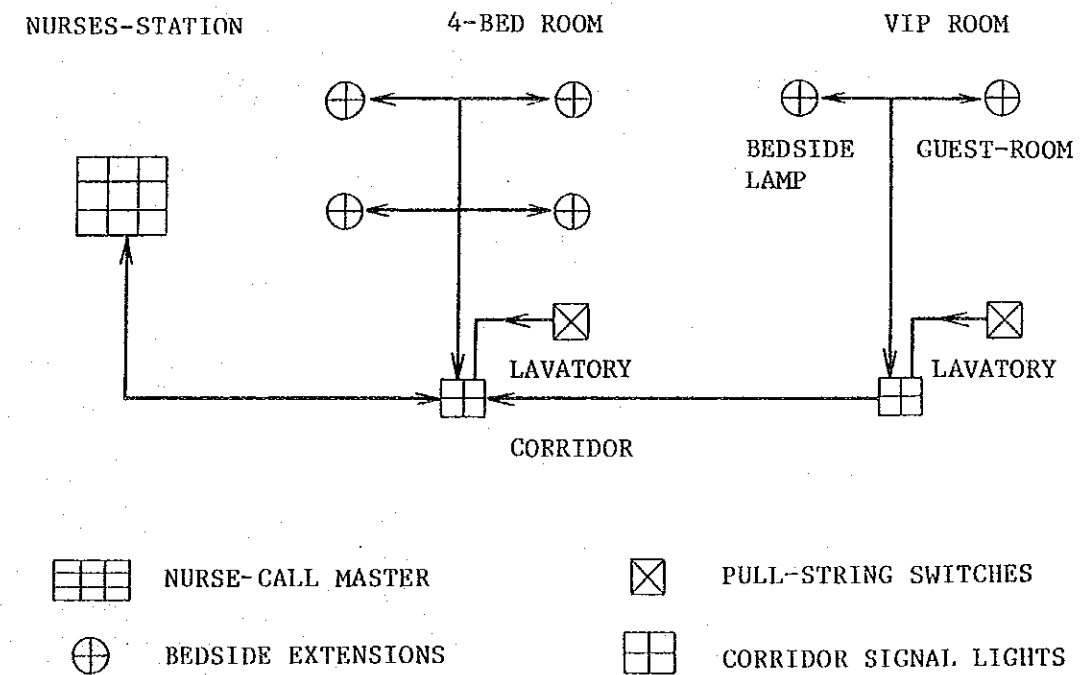 NURSES-STATION
4-BED ROOM
VIP ROOM
BEDSIDE
LAMP
GUEST-ROOM
LAVATORY
LAVATORY
CORRIDOR
NURSE-CALL MASTER
PULL-STRING SWITCHES
BEDSIDE EXTENSIONS
CORRIDOR SIGNAL LIGHTS